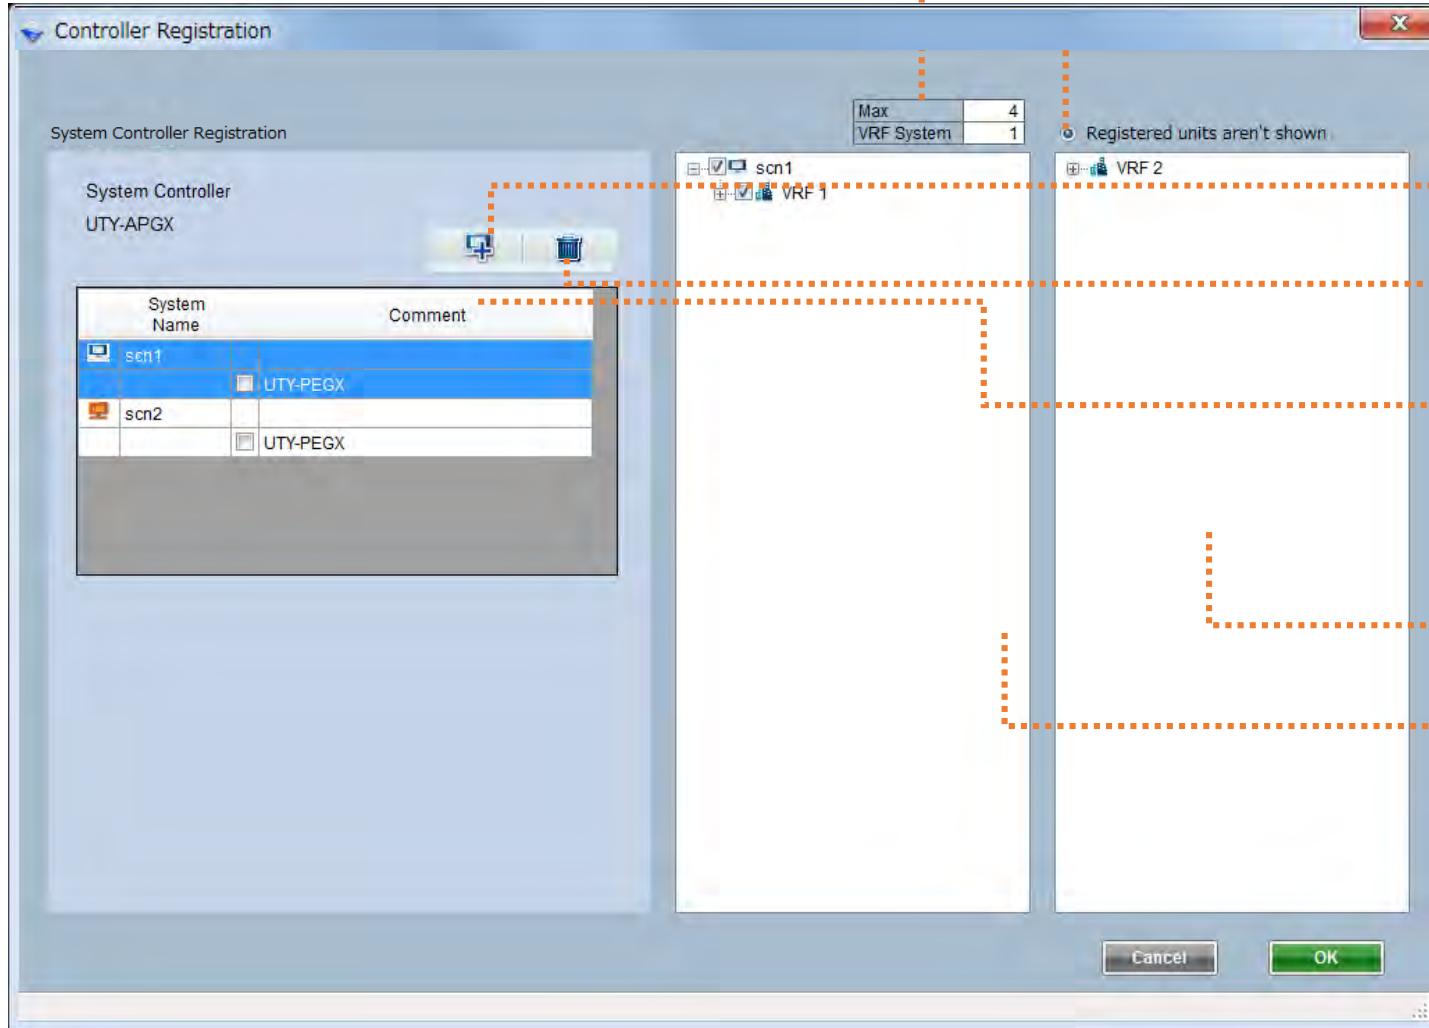 Controller Registration
X
Max 4
VRF System 1
System Controller Registration
Registered units aren't shown
System Controller
UTY-APGX
scn1
VRF 1
VRF 2
System Name
Comment
scn1
UTY-PEGX
scn2
UTY-PEGX
Cancel
OK